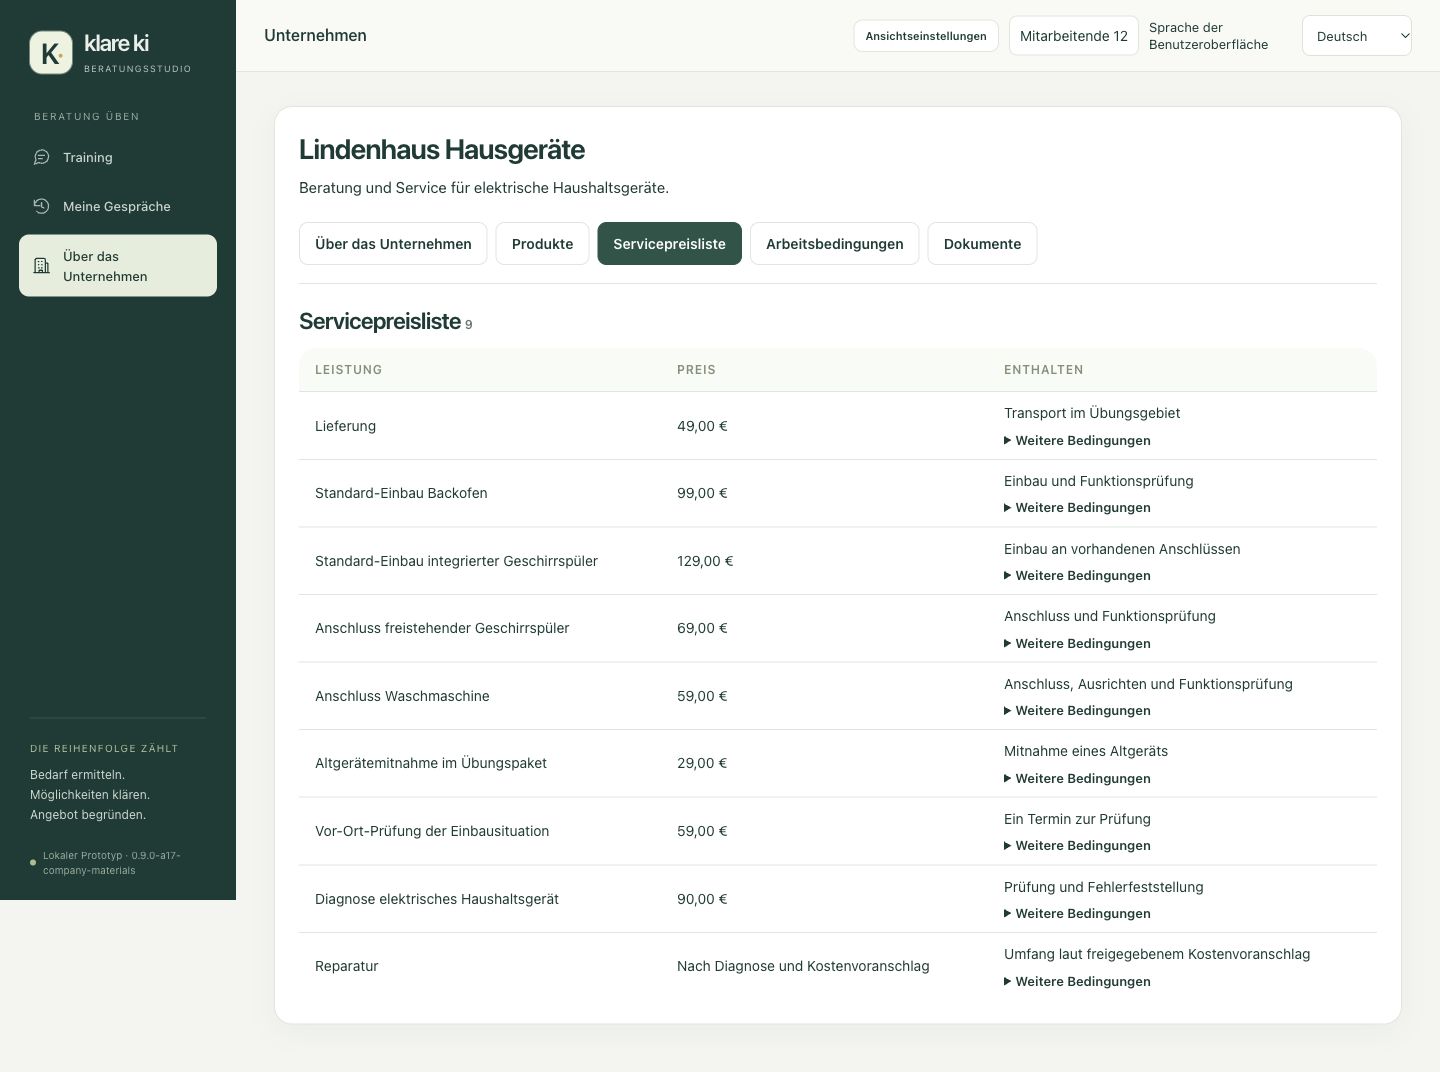 K
klare ki
BERATUNGSSTUDIO
BERATUNG ÜBEN
Training
Meine Gespräche
Über das
Unternehmen
DIE REIHENFOLGE ZÄHLT
Bedarf ermitteln.
Möglichkeiten klären.
Angebot begründen.
Lokaler Prototyp · 0.9.0-a17-
company-materials
Unternehmen
Ansichtseinstellungen
Mitarbeitende 12
Sprache der
Benutzeroberfläche
Deutsch
Lindenhaus Hausgeräte
Beratung und Service für elektrische Haushaltsgeräte.
Über das Unternehmen Produkte Servicepreisliste Arbeitsbedingungen Dokumente
Servicepreisliste 9
LEISTUNG PREIS ENTHALTEN
Lieferung 49,00 € Transport im Übungsgebiet
Weitere Bedingungen
Standard-Einbau Backofen 99,00 € Einbau und Funktionsprüfung
Weitere Bedingungen
Standard-Einbau integrierter Geschirrspüler 129,00 € Einbau an vorhandenen Anschlüssen
Weitere Bedingungen
Anschluss freistehender Geschirrspüler 69,00 € Anschluss und Funktionsprüfung
Weitere Bedingungen
Anschluss Waschmaschine 59,00 € Anschluss, Ausrichten und Funktionsprüfung
Weitere Bedingungen
Altgerätemitnahme im Übungspaket 29,00 € Mitnahme eines Altgeräts
Weitere Bedingungen
Vor-Ort-Prüfung der Einbausituation 59,00 € Ein Termin zur Prüfung
Weitere Bedingungen
Diagnose elektrisches Haushaltsgerät 90,00 € Prüfung und Fehlerfeststellung
Weitere Bedingungen
Reparatur Nach Diagnose und Kostenvoranschlag Umfang laut freigegebenem Kostenvoranschlag
Weitere Bedingungen